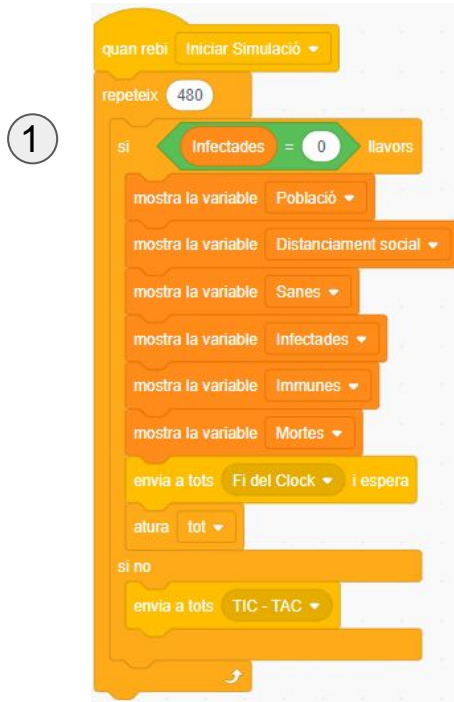 quan rebi Iniciar Simulació
repeteix 480
1
si Infectades = 0 llavors
mostra la variable Població
mostra la variable Distanciament social
mostra la variable Sanes
mostra la variable Infectades
mostra la variable Immunes
mostra la variable Mortes
envia a tots Fi del Clock i espera
atura tot
si no
envia a tots TIC - TAC